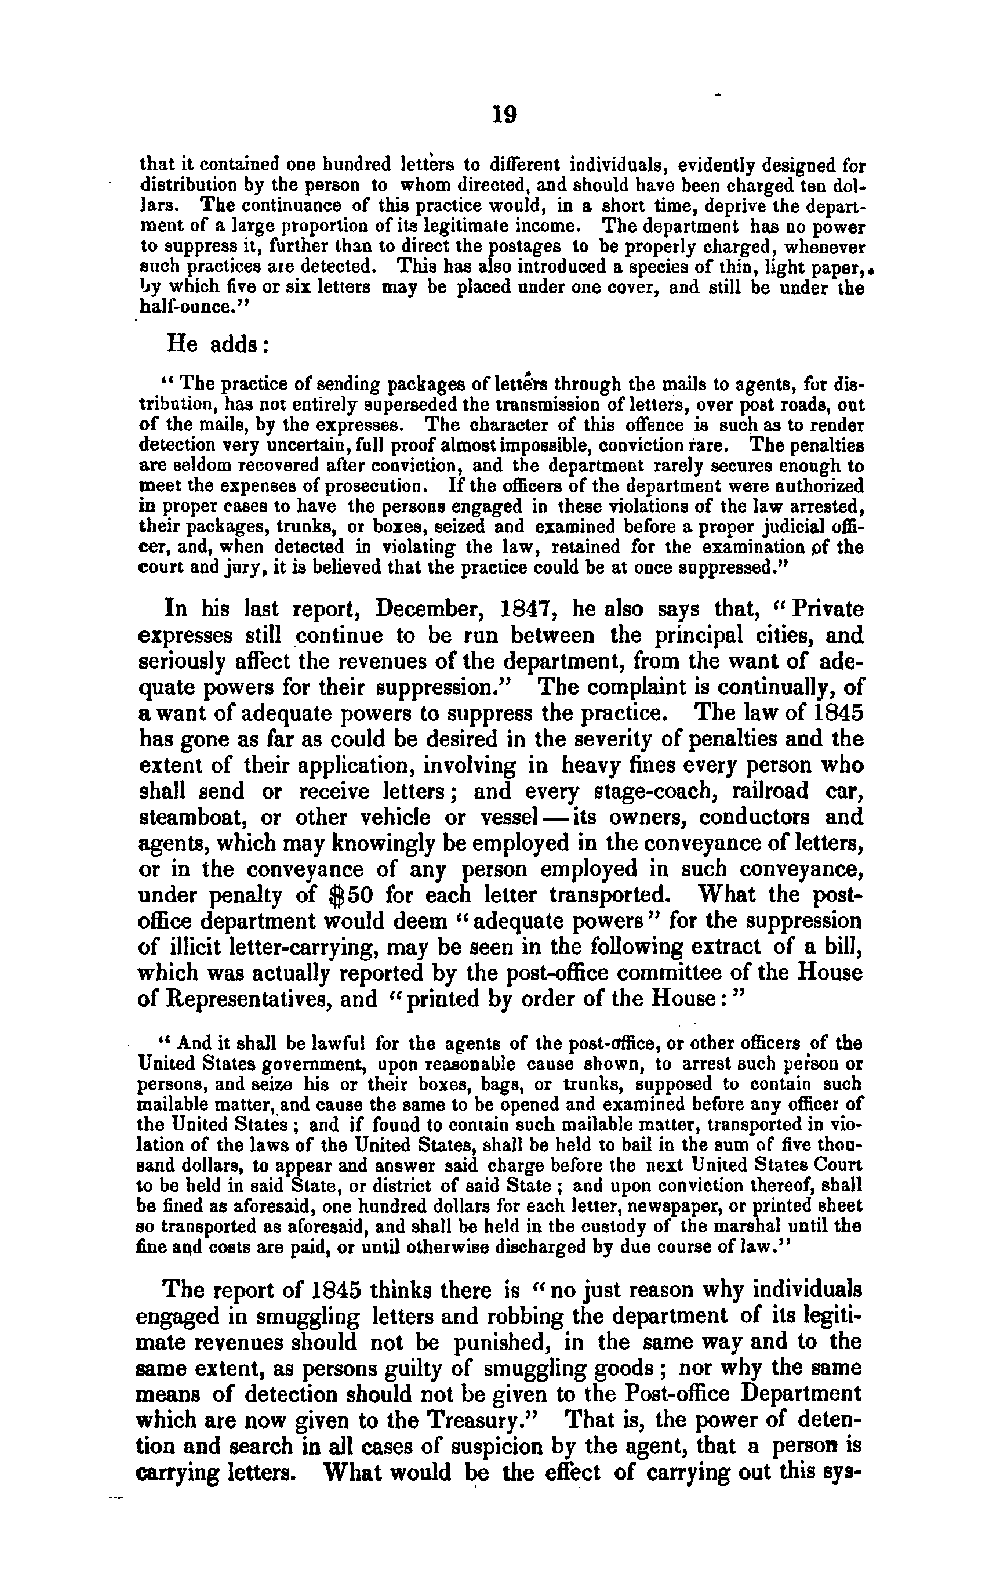 19
that it contained one hundred letters to different individuals, evidently designed for
distribution by the person to whom directed, and should have been charged ten dol-
lars. The continuance of this practice would, in a short time, deprive the depart-
ment of a large proportion of its legitimate income. The department has no power
to suppress it, further than to direct the postages to be properly charged, whenever
such practices are detected. This has also introduced a species of thin, light paper,
by which five or six letters may be placed under one cover, and still be under the
half-ounce."
He adds:
"The practice of sending packages of letters through the mails to agents, for dis-
tribution, has not entirely superseded the transmission of letters, over post roads, out
of the mails, by the expresses. The character of this offence is such as to render
detection very uncertain, full proof almost impossible, conviction rare. The penalties
are seldom recovered after conviction, and the department rarely secures enough to
meet the expenses of prosecution. If the officers of the department were authorized
in proper cases to have the persons engaged in these violations of the law arrested,
their packages, trunks, or boxes, seized and examined before a proper judicial offi-
cer, and, when detected in violating the law, retained for the examination of the
court and jury, it is believed that the practice could be at once suppressed."
In his last report, December, 1847, he also says that, "Private
expresses still continue to be run between the principal cities, and
seriously affect the revenues of the department, from the want of ade-
quate powers for their suppression." The complaint is continually, of
a want of adequate powers to suppress the practice. The law of 1845
has gone as far as could be desired in the severity of penalties and the
extent of their application, involving in heavy fines every person who
shall send or receive letters; and every stage-coach, railroad car,
steamboat, or other vehicle or vessel—its owners, conductors and
agents, which may knowingly be employed in the conveyance of letters,
or in the conveyance of any person employed in such conveyance,
under penalty of $50 for each letter transported. What the post-
office department would deem "adequate powers" for the suppression
of illicit letter-carrying, may be seen in the following extract of a bill,
which was actually reported by the post-office committee of the House
of Representatives, and "printed by order of the House:"
"And it shall be lawful for the agents of the post-office, or other officers of the
United States government, upon reasonable cause shown, to arrest such person or
persons, and seize his or their boxes, bags, or trunks, supposed to contain such
mailable matter, and cause the same to be opened and examined before any officer of
the United States; and if found to contain such mailable matter, transported in vio-
lation of the laws of the United States, shall be held to bail in the sum of five thou-
sand dollars, to appear and answer said charge before the next United States Court
to be held in said State, or district of said State; and upon conviction thereof, shall
be fined as aforesaid, one hundred dollars for each letter, newspaper, or printed sheet
so transported as aforesaid, and shall be held in the custody of the marshal until the
fine and costs are paid, or until otherwise discharged by due course of law."
The report of 1845 thinks there is "no just reason why individuals
engaged in smuggling letters and robbing the department of its legiti-
mate revenues should not be punished, in the same way and to the
same extent, as persons guilty of smuggling goods; nor why the same
means of detection should not be given to the Post-office Department
which are now given to the Treasury." That is, the power of deten-
tion and search in all cases of suspicion by the agent, that a person is
carrying letters. What would be the effect of carrying out this sys-